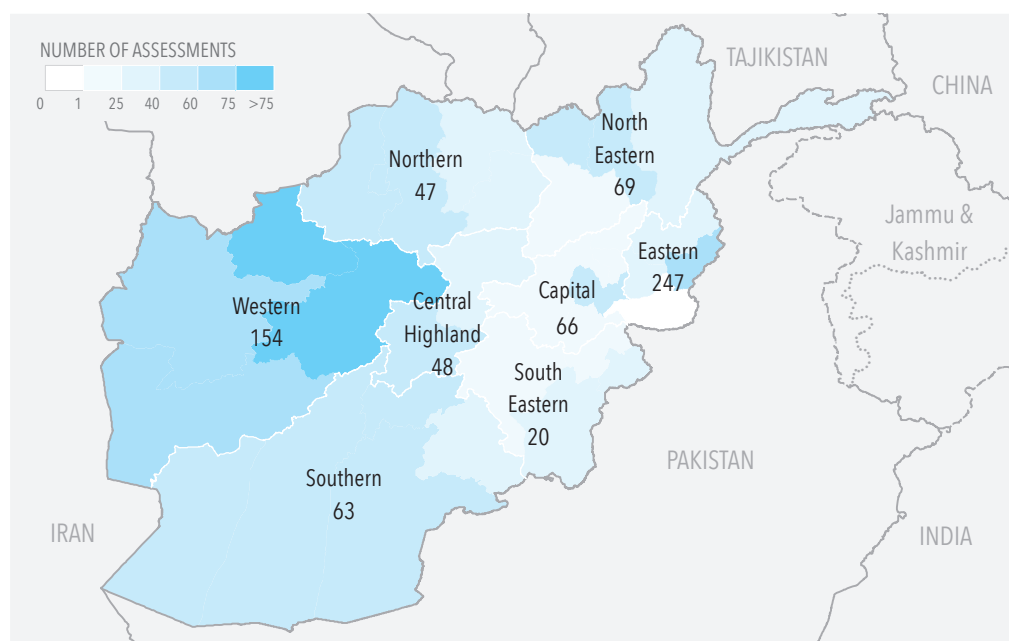 NUMBER OF ASSESSMENTS
0 1 25 40 60 75 >75
TAJIKISTAN
CHINA
Northern
47
North
Eastern
69
Jammu &
Kashmir
Eastern
247
Western
154
Central
Highland
48
Capital
66
South
Eastern
20
PAKISTAN
Southern
63
IRAN
INDIA